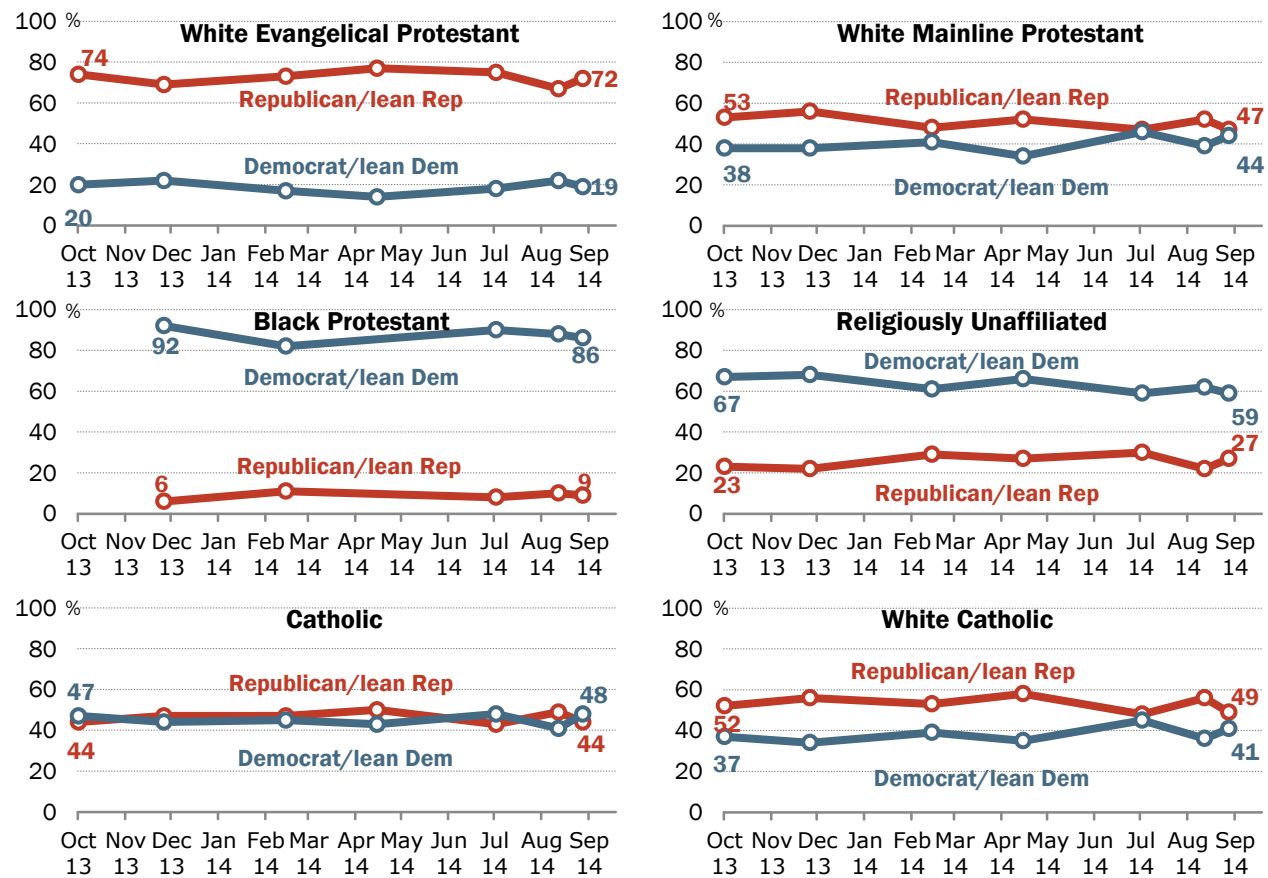 100 %
White Evangelical Protestant
74
80
72
60
Republican/lean Rep
40
Democrat/lean Dem
20
19
20
0
Oct Nov Dec Jan Feb Mar Apr May Jun Jul Aug Sep
13 13 13 14 14 14 14 14 14 14 14 14
100 %
White Mainline Protestant
80
53
Republican/lean Rep
47
60
40
38
Democrat/lean Dem
44
20
0
Oct Nov Dec Jan Feb Mar Apr May Jun Jul Aug Sep
13 13 13 14 14 14 14 14 14 14 14 14
100 %
Black Protestant
92
86
80
Democrat/lean Dem
60
40
Republican/lean Rep
20
6
9
0
Oct Nov Dec Jan Feb Mar Apr May Jun Jul Aug Sep
13 13 13 14 14 14 14 14 14 14 14 14
100 %
Religiously Unaffiliated
80
Democrat/lean Dem
60
67
59
40
27
20
23
Republican/lean Rep
0
Oct Nov Dec Jan Feb Mar Apr May Jun Jul Aug Sep
13 13 13 14 14 14 14 14 14 14 14 14
100 %
Catholic
80
47
Republican/lean Rep
48
60
40
44
Democrat/lean Dem
44
20
0
Oct Nov Dec Jan Feb Mar Apr May Jun Jul Aug Sep
13 13 13 14 14 14 14 14 14 14 14 14
100 %
White Catholic
80
Republican/lean Rep
49
60
52
40
37
41
Democrat/lean Dem
20
0
Oct Nov Dec Jan Feb Mar Apr May Jun Jul Aug Sep
13 13 13 14 14 14 14 14 14 14 14 14